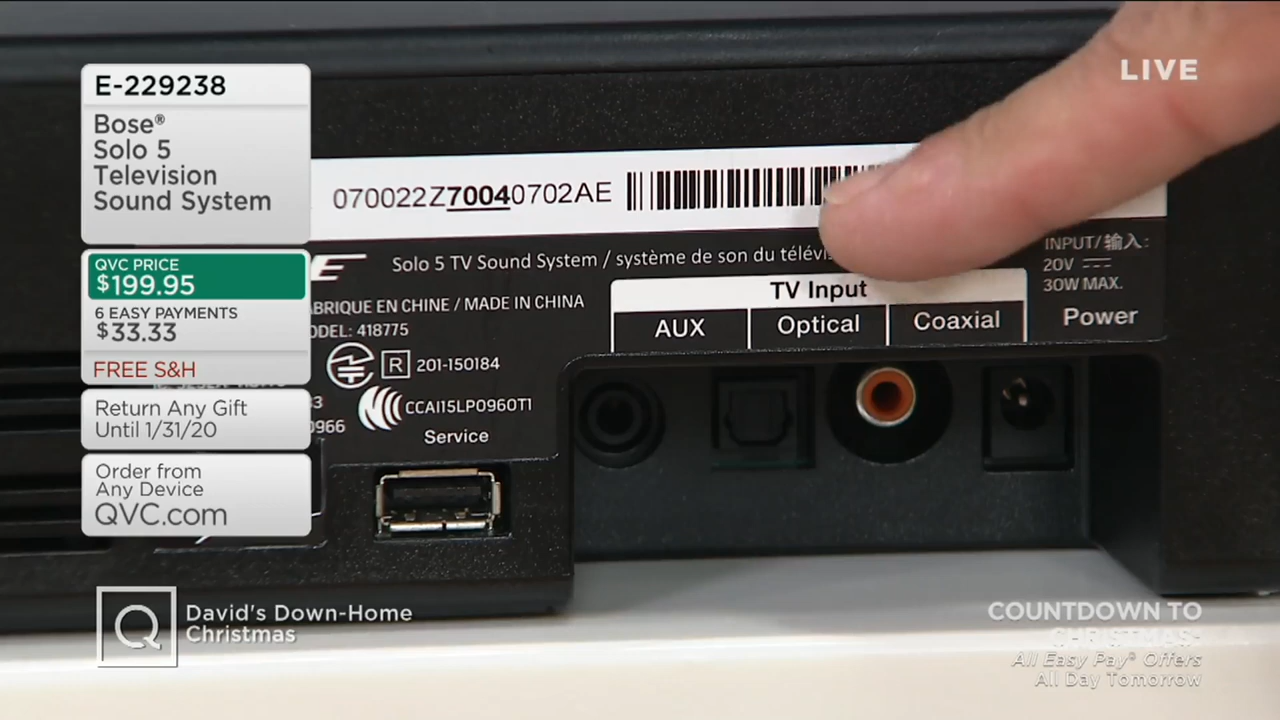 E-229238
Bose®
Solo 5
Television
Sound System
QVC PRICE
$199.95
6 EASY PAYMENTS
$33.33
FREE S&H
Return Any Gift
Until 1/31/20
Order from
Any Device
QVC.com
LIVE
070022Z70040702AE
Solo 5 TV Sound System / système de son du télévi
ABRIQUE EN CHINE / MADE IN CHINA
ODEL: 418775
R 201-150184
CCAI15LP0960T1
0966
Service
TV Input
AUX
Optical
Coaxial
INPUT/输入:
20V
30W MAX.
Power
Q
David's Down-Home
Christmas
COUNTDOWN TO
CHRISTMAS
All Easy Pay® Offers
All Day Tomorrow